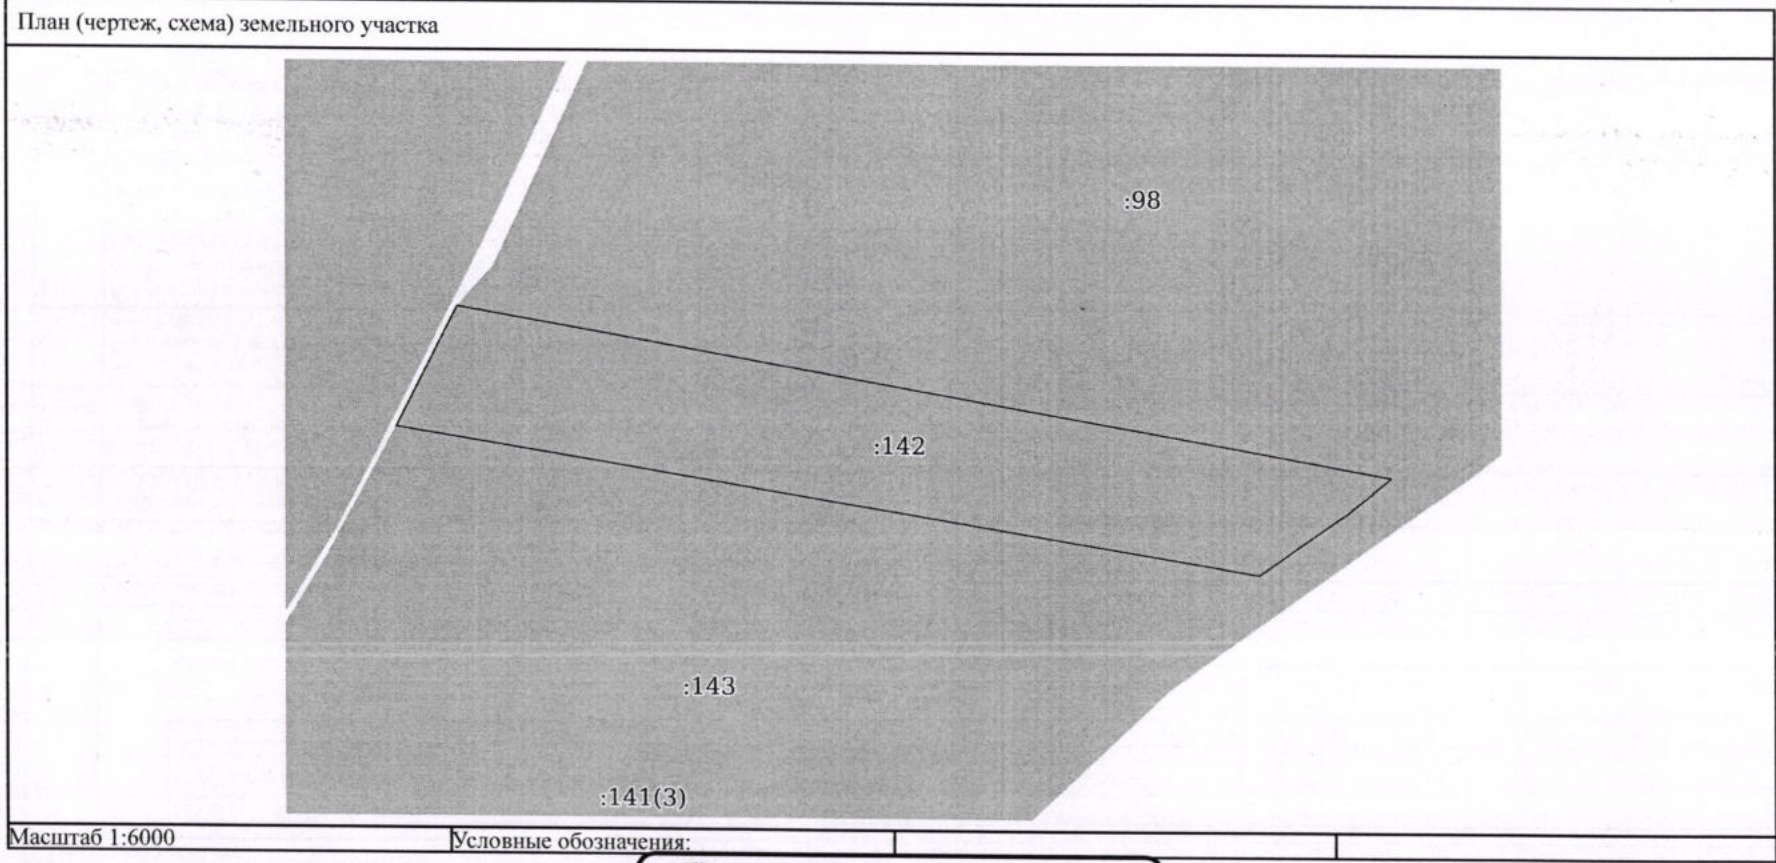 План (чертеж, схема) земельного участка
:98
:142
:143
:141(3)
Масштаб 1:6000
Условные обозначения: